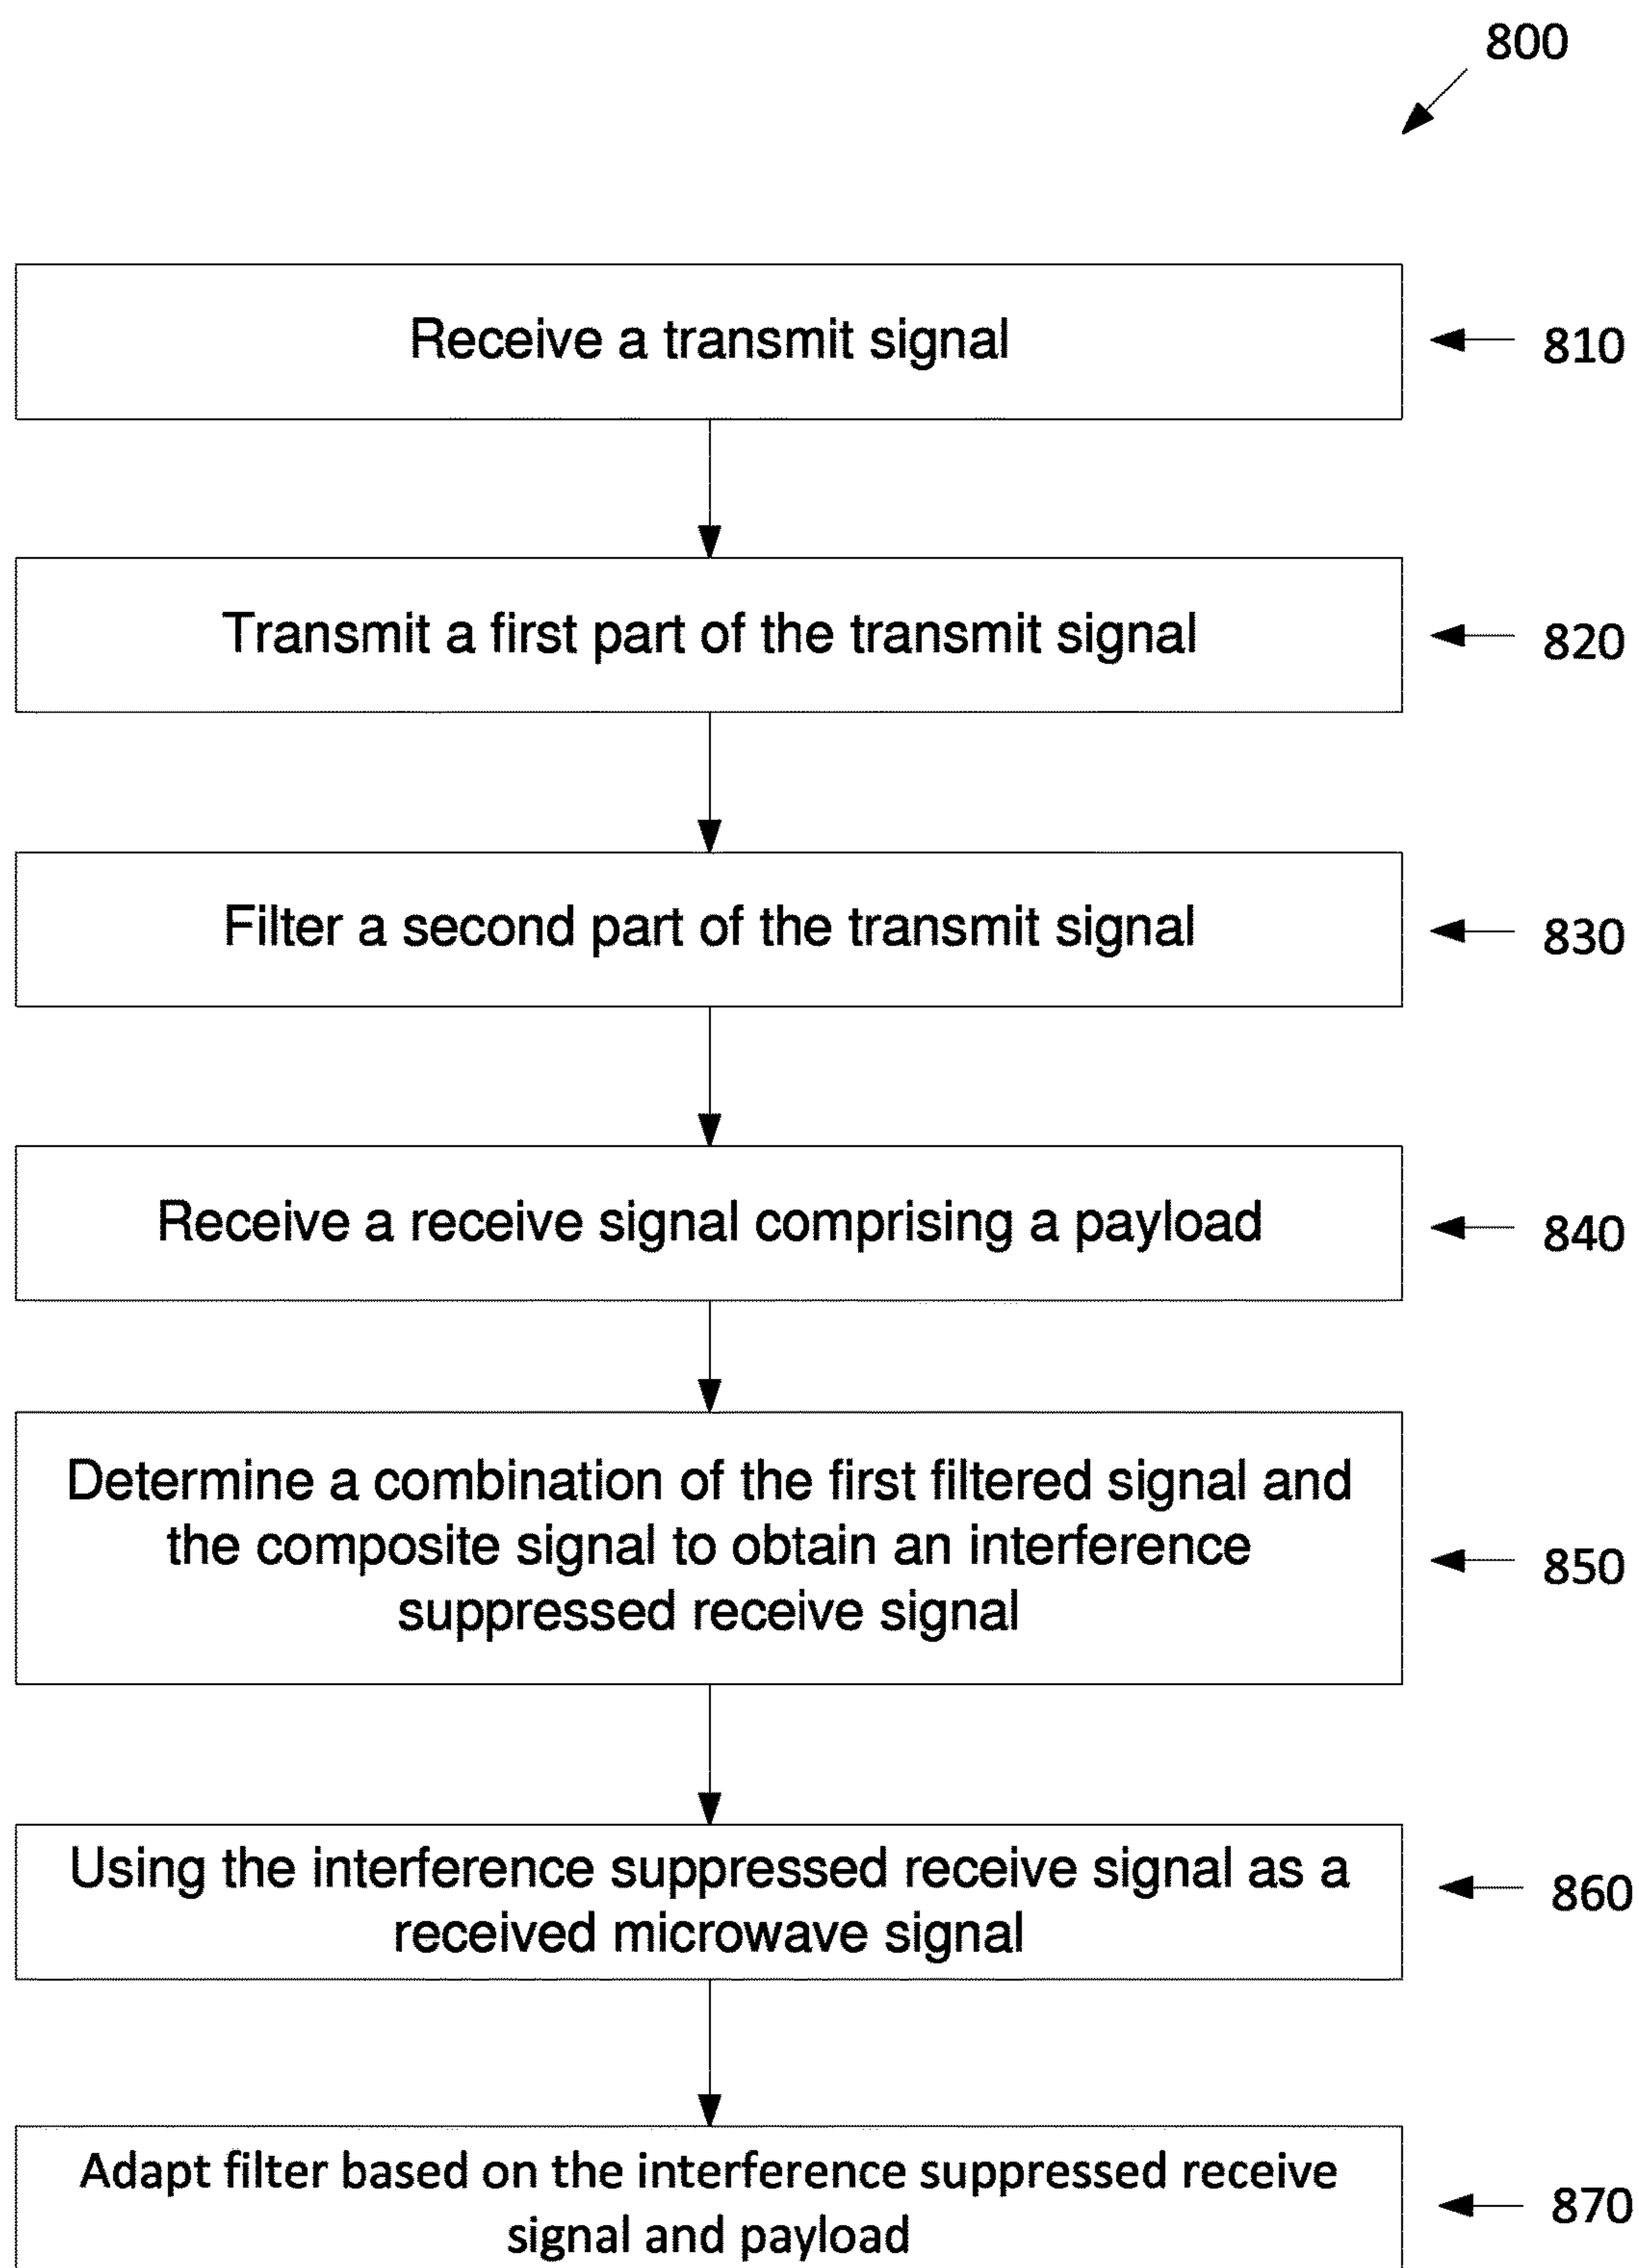 800
Receive a transmit signal
810
Transmit a first part of the transmit signal
820
Filter a second part of the transmit signal
830
Receive a receive signal comprising a payload
840
Determine a combination of the first filtered signal and
the composite signal to obtain an interference
suppressed receive signal
850
Using the interference suppressed receive signal as a
received microwave signal
860
Adapt filter based on the interference suppressed receive
signal and payload
870